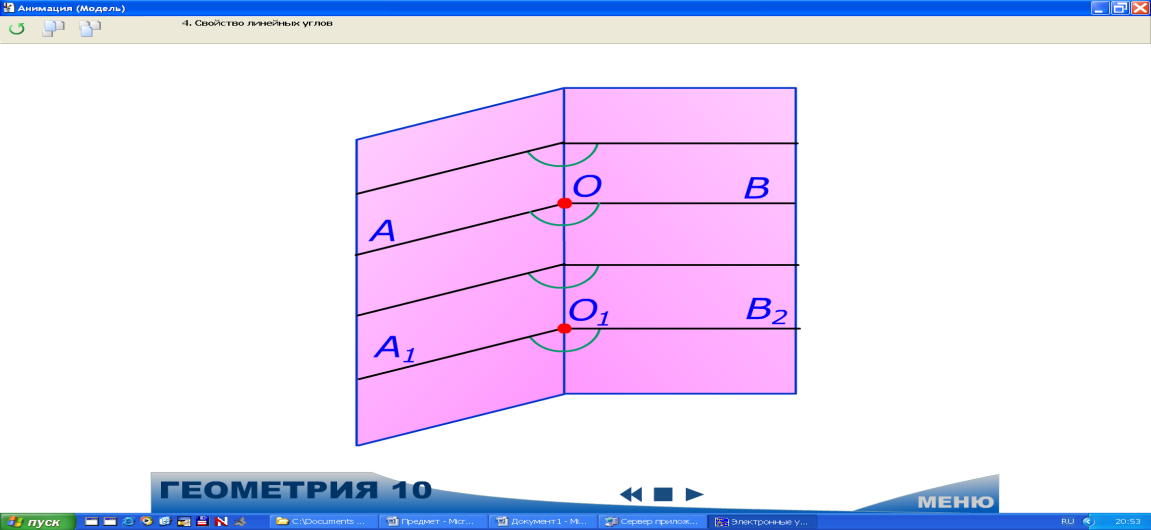 Анимация (Модель)
4. Свойство линейных углов
O
B
A
O₁
B₂
A₁
ГЕОМЕТРИЯ 10
МЕНЮ
пуск
C:\Documents ...
Предмет - Micr...
Документ1 - Mi...
Сервер прилож...
Электронные у...
RU
20:53